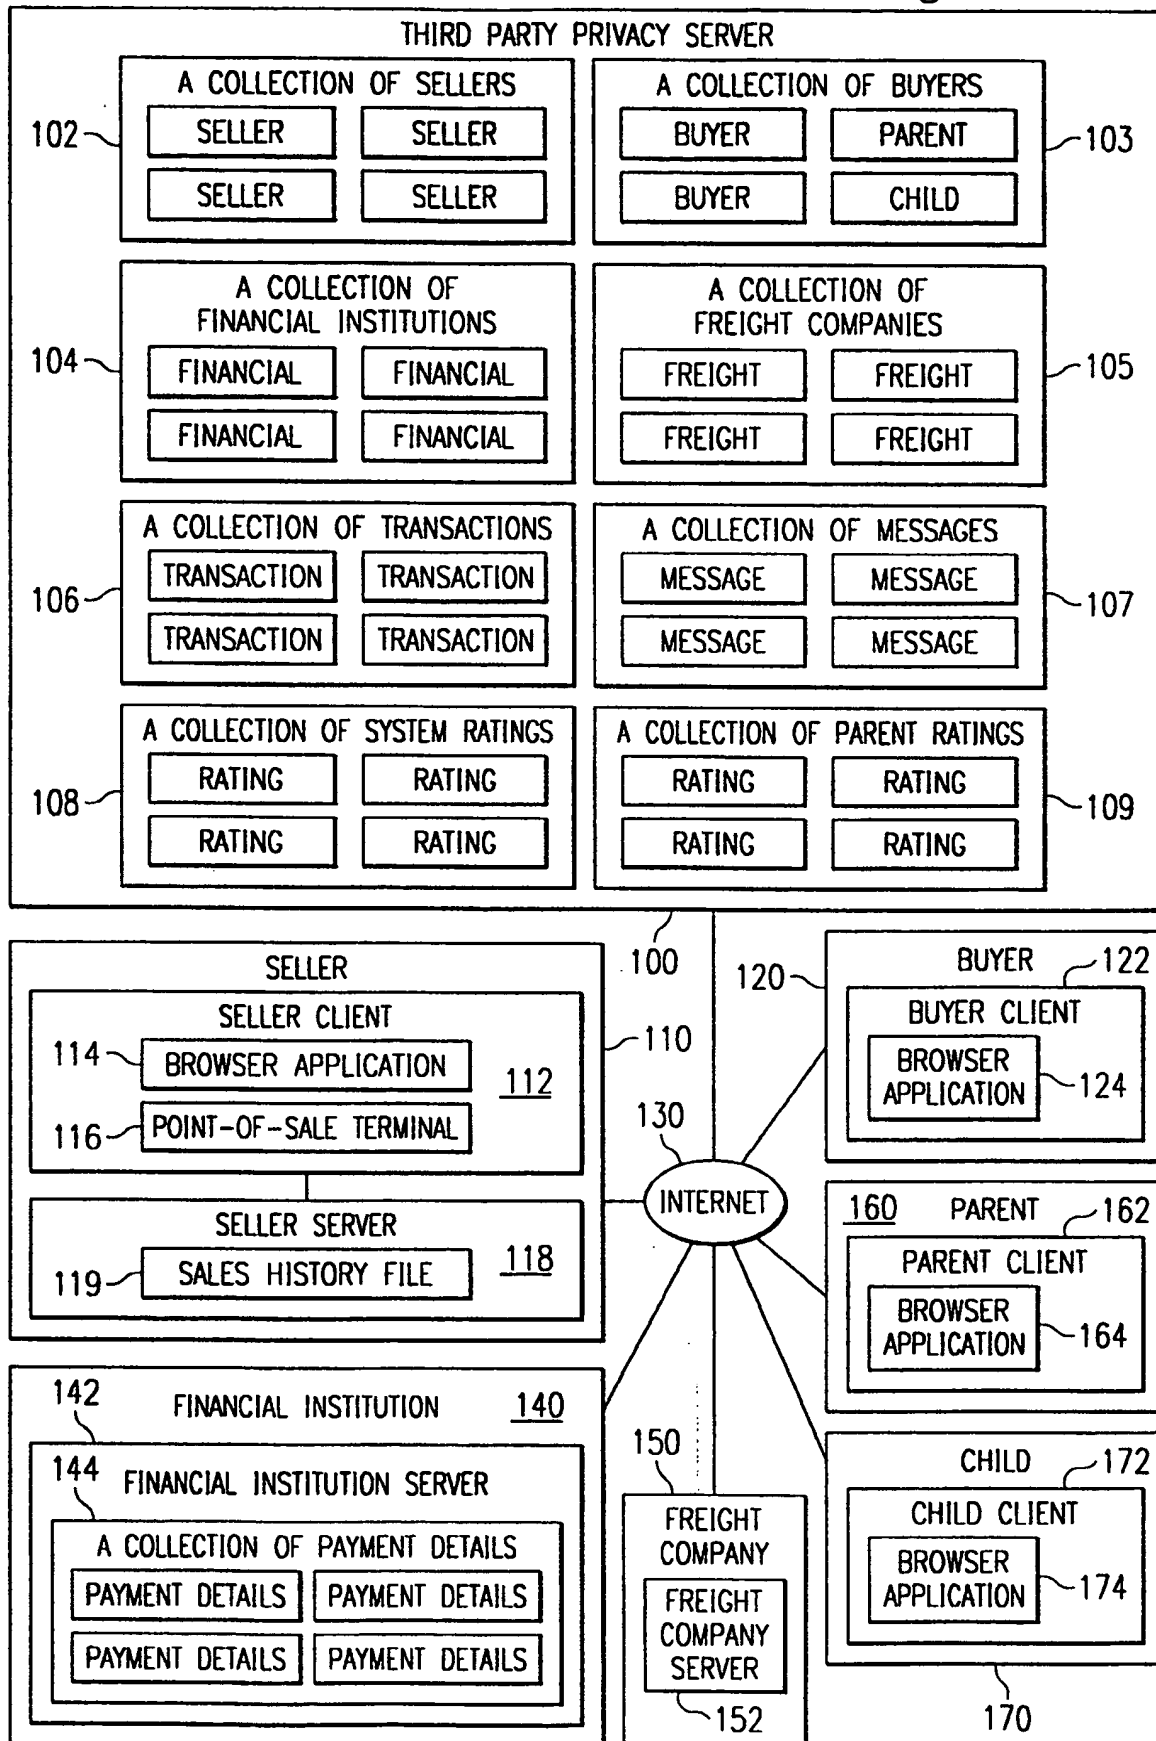 THIRD PARTY PRIVACY SERVER
A COLLECTION OF SELLERS
SELLER SELLER
SELLER SELLER
102
A COLLECTION OF BUYERS
BUYER PARENT
BUYER CHILD
103
A COLLECTION OF
FINANCIAL INSTITUTIONS
FINANCIAL FINANCIAL
FINANCIAL FINANCIAL
104
A COLLECTION OF
FREIGHT COMPANIES
FREIGHT FREIGHT
FREIGHT FREIGHT
105
A COLLECTION OF TRANSACTIONS
TRANSACTION TRANSACTION
TRANSACTION TRANSACTION
106
A COLLECTION OF MESSAGES
MESSAGE MESSAGE
MESSAGE MESSAGE
107
A COLLECTION OF SYSTEM RATINGS
RATING RATING
RATING RATING
108
A COLLECTION OF PARENT RATINGS
RATING RATING
RATING RATING
109
100
SELLER
SELLER CLIENT
114 BROWSER APPLICATION
112
116 POINT-OF-SALE TERMINAL
110
SELLER SERVER
119 SALES HISTORY FILE
118
130
INTERNET
120
BUYER 122
BUYER CLIENT
BROWSER
APPLICATION
124
160 PARENT 162
PARENT CLIENT
BROWSER
APPLICATION
164
CHILD 172
CHILD CLIENT
BROWSER
APPLICATION
174
170
142
FINANCIAL INSTITUTION 140
144
FINANCIAL INSTITUTION SERVER
A COLLECTION OF PAYMENT DETAILS
PAYMENT DETAILS PAYMENT DETAILS
PAYMENT DETAILS PAYMENT DETAILS
150
FREIGHT
COMPANY
FREIGHT
COMPANY
SERVER
152